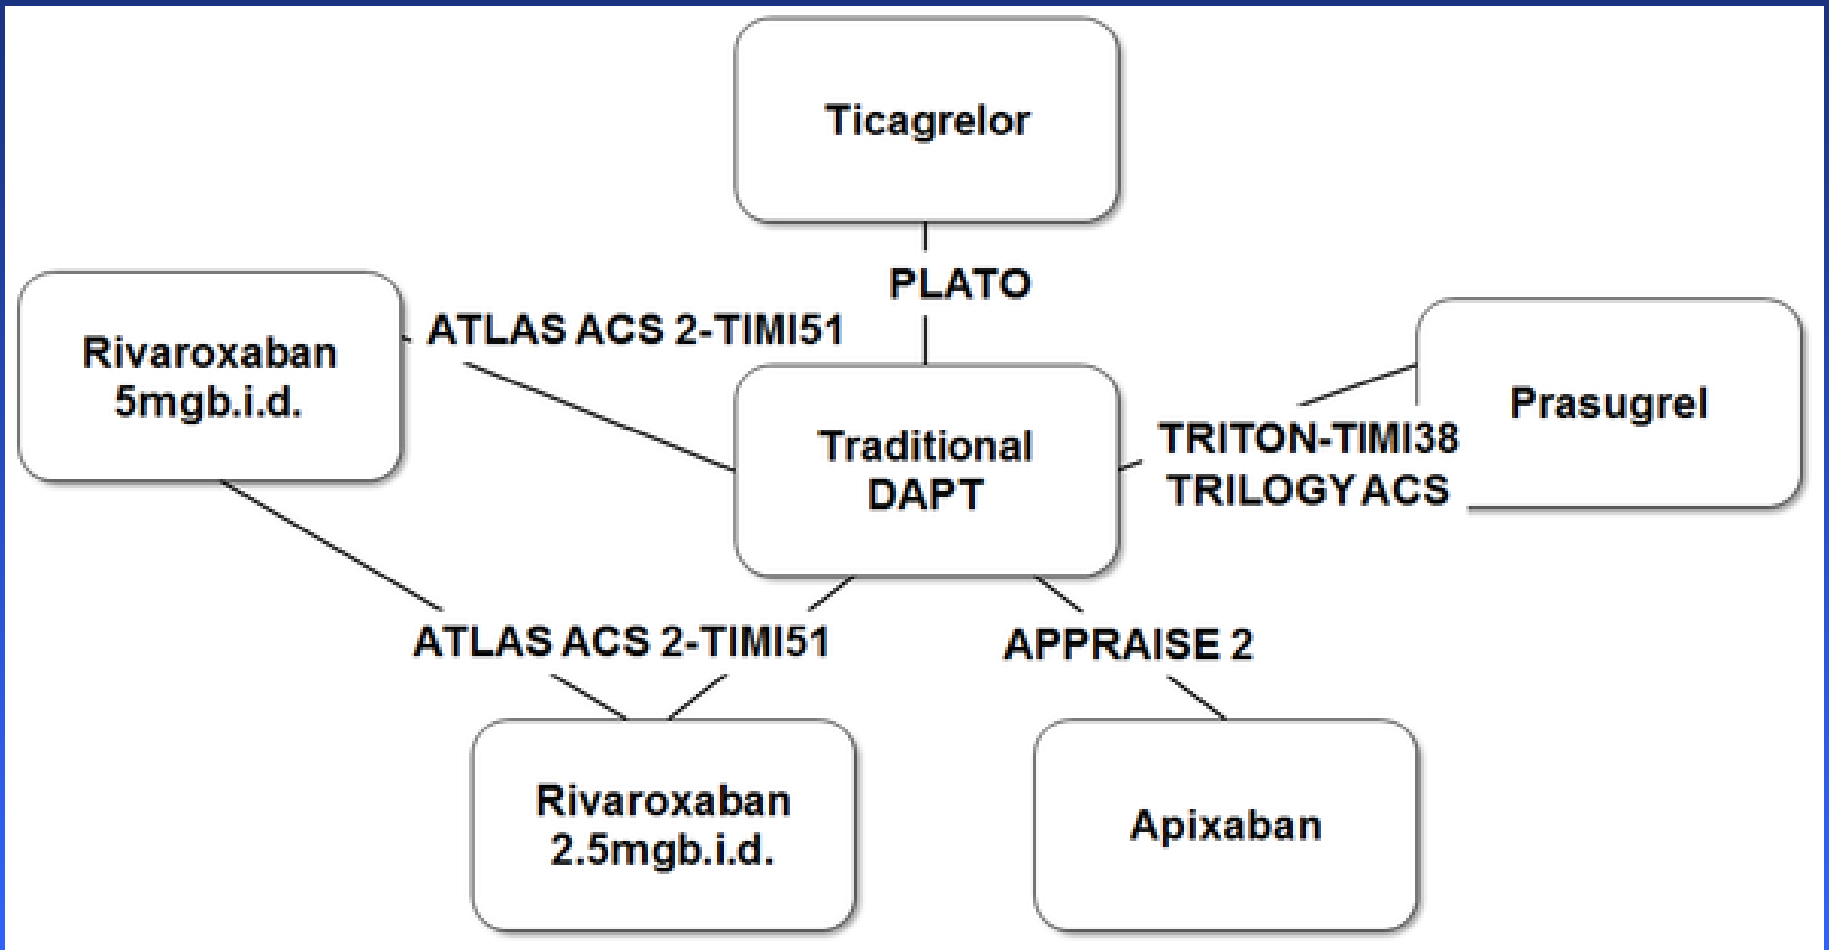 Ticagrelor
PLATO
ATLAS ACS 2-TIMI51
Rivaroxaban
5mgb.i.d.
Traditional
DAPT
Prasugrel
TRITON-TIMI38
TRILOGY ACS
ATLAS ACS 2-TIMI51
APPRAISE 2
Rivaroxaban
2.5mgb.i.d.
Apixaban